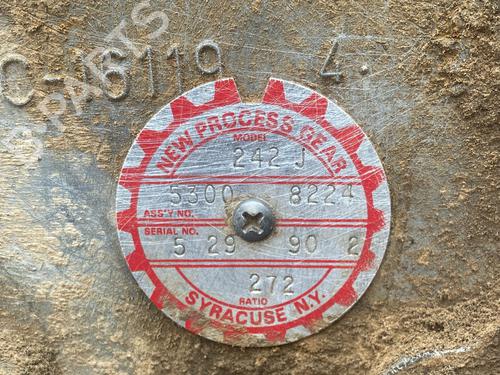 C-16119 4
NEW PROCESS GEAR
MODEL
242 J
5300 8224
ASS'Y NO.
SERIAL NO.
5 29 90 2
272
RATIO
SYRACUSE N.Y.